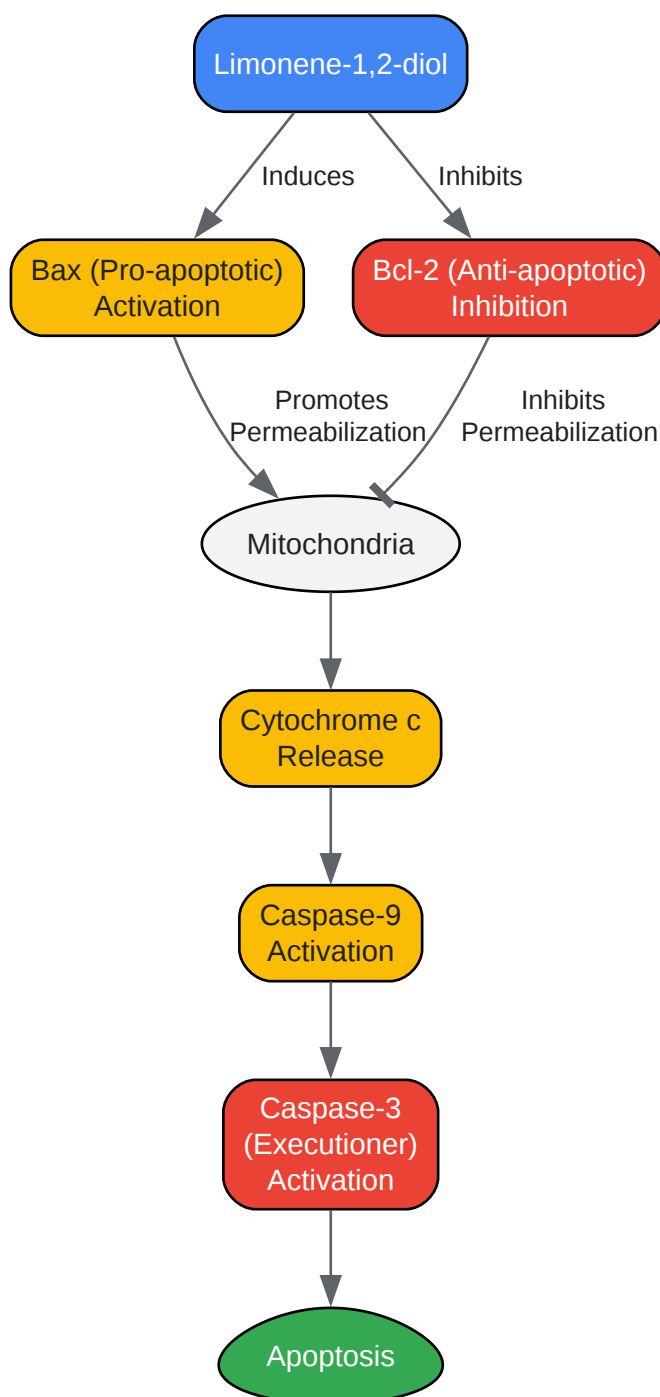 Limonene-1,2-diol
Induces
Inhibits
Bax (Pro-apoptotic)
Activation
Bcl-2 (Anti-apoptotic)
Inhibition
Promotes
Permeabilization
Inhibits
Permeabilization
Mitochondria
Cytochrome c
Release
Caspase-9
Activation
Caspase-3
(Executioner)
Activation
Apoptosis